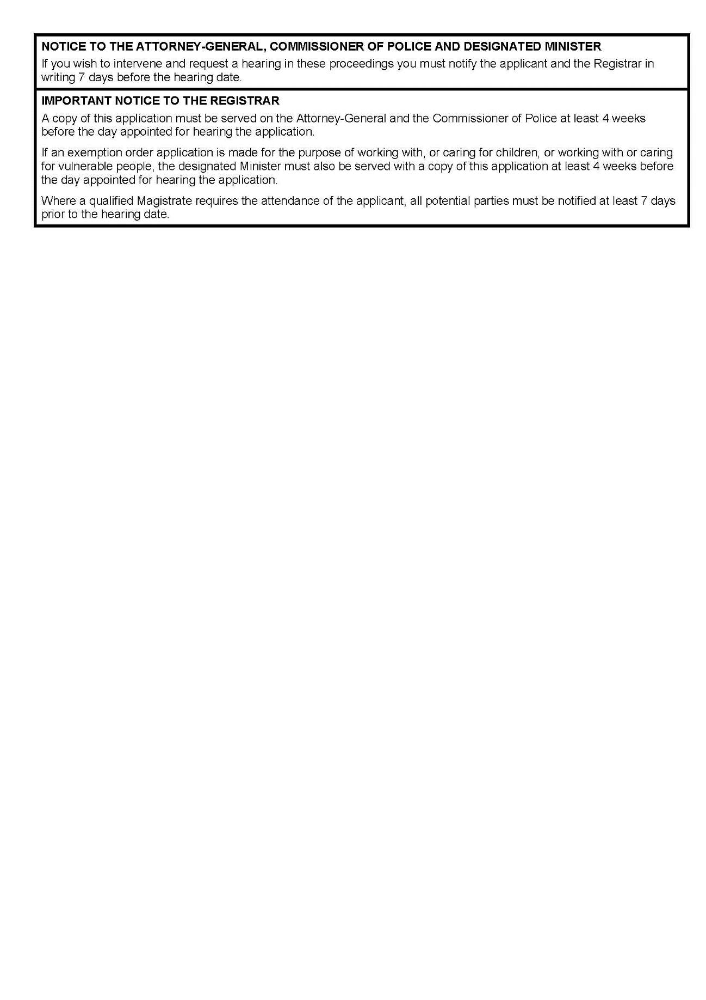 NOTICE TO THE ATTORNEY-GENERAL, COMMISSIONER OF POLICE AND DESIGNATED MINISTER
If you wish to intervene and request a hearing in these proceedings you must notify the applicant and the Registrar in
writing 7 days before the hearing date.
IMPORTANT NOTICE TO THE REGISTRAR
A copy of this application must be served on the Attorney-General and the Commissioner of Police at least 4 weeks
before the day appointed for hearing the application.
If an exemption order application is made for the purpose of working with, or caring for children, or working with or caring
for vulnerable people, the designated Minister must also be served with a copy of this application at least 4 weeks before
the day appointed for hearing the application.
Where a qualified Magistrate requires the attendance of the applicant, all potential parties must be notified at least 7 days
prior to the hearing date.